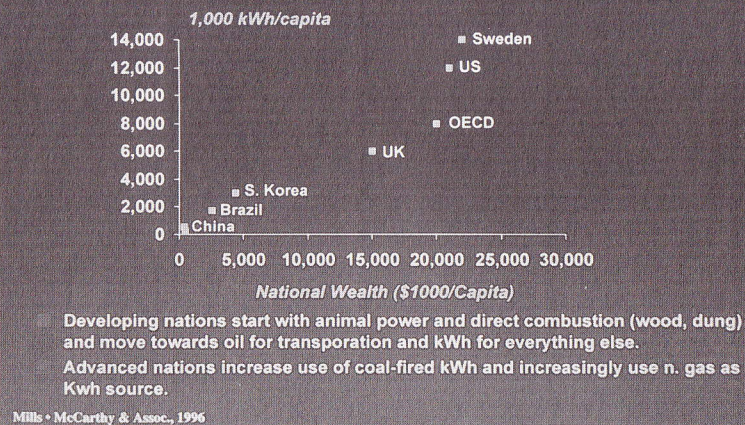 1,000 kWh/capita
14,000
Sweden
12,000
US
10,000
8,000
OECD
6,000
UK
4,000
S. Korea
2,000
Brazil
0
China
0 5,000 10,000 15,000 20,000 25,000 30,000
National Wealth ($1000/Capita)
Developing nations start with animal power and direct combustion (wood, dung)
and move towards oil for transporation and kWh for everything else.
Advanced nations increase use of coal-fired kWh and increasingly use n. gas as
Kwh source.
Mills • McCarthy & Assoc., 1996